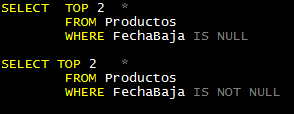 SELECT  TOP 2  *
FROM Productos
WHERE FechaBaja IS NULL
SELECT TOP 2  *
FROM Productos
WHERE FechaBaja IS NOT NULL